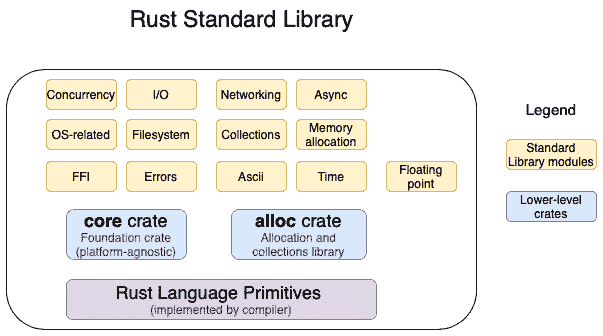 Rust Standard Library
Concurrency
I/O
Networking
Async
OS-related
Filesystem
Collections
Memory
allocation
FFI
Errors
Ascii
Time
Floating
point
core crate
Foundation crate
(platform-agnostic)
alloc crate
Allocation and
collections library
Rust Language Primitives
(implemented by compiler)
Legend
Standard
Library modules
Lower-level
crates